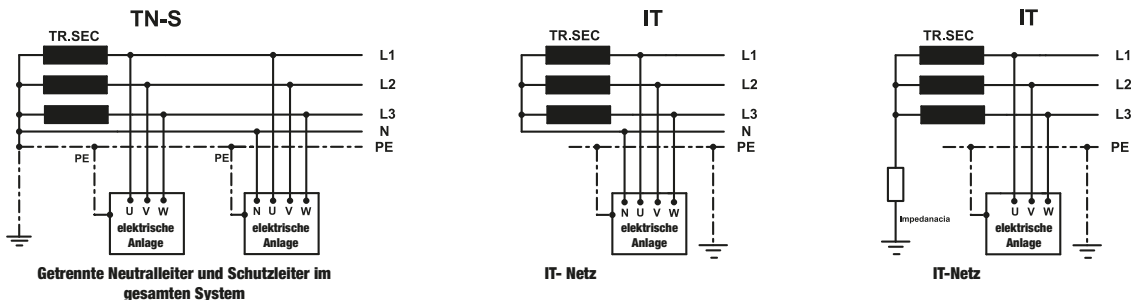 TN-S
TR.SEC
L1
L2
L3
N
PE
PE
PE
U V W
elektrische
Anlage
N U V W
elektrische
Anlage
Getrennte Neutralleiter und Schutzleiter im
gesamten System
IT
TR.SEC
L1
L2
L3
N
PE
N U V W
elektrische
Anlage
IT- Netz
IT
TR.SEC
L1
L2
L3
PE
Impedanacia
U V W
elektrische
Anlage
IT-Netz